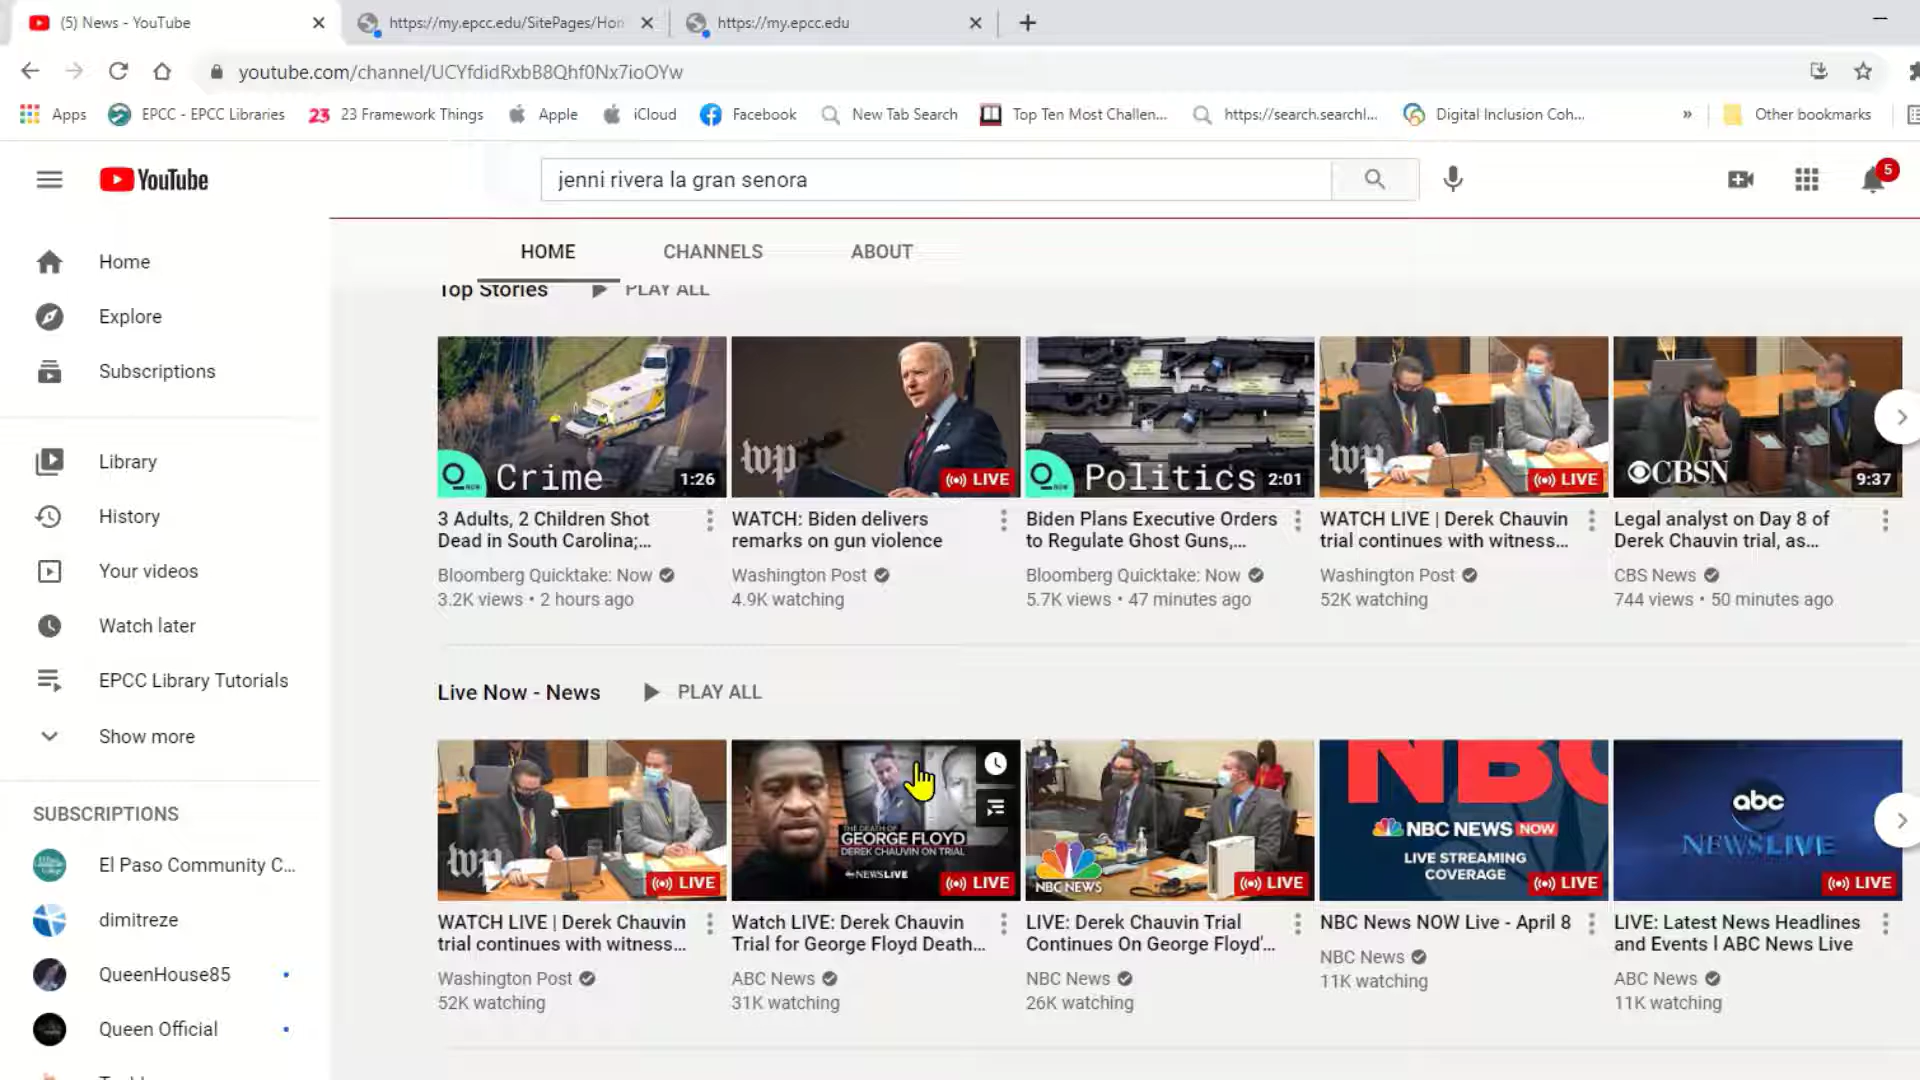 (5) News - YouTube
https://my.epcc.edu/SitePages/Hon
https://my.epcc.edu
youtube.com/channel/UCYfdidRxbB8Qhf0Nx7ioOYw
Apps
EPCC - EPCC Libraries
23 23 Framework Things
Apple
iCloud
Facebook
New Tab Search
Top Ten Most Challen...
https://search.searchl...
Digital Inclusion Coh...
»
Other bookmarks
YouTube
jenni rivera la gran senora
5
HOME
CHANNELS
ABOUT
Home
Explore
Subscriptions
Library
History
Your videos
Watch later
EPCC Library Tutorials
Show more
SUBSCRIPTIONS
El Paso Community C...
dimitreze
QueenHouse85
Queen Official
Top Stories
PLAY ALL
Crime
1:26
3 Adults, 2 Children Shot
Dead in South Carolina;...
Bloomberg Quicktake: Now
3.2K views • 2 hours ago
wp
LIVE
WATCH: Biden delivers
remarks on gun violence
Washington Post
4.9K watching
Politics
2:01
Biden Plans Executive Orders
to Regulate Ghost Guns,...
Bloomberg Quicktake: Now
5.7K views • 47 minutes ago
wp
LIVE
WATCH LIVE | Derek Chauvin
trial continues with witness...
Washington Post
52K watching
CBSN
9:37
Legal analyst on Day 8 of
Derek Chauvin trial, as...
CBS News
744 views • 50 minutes ago
Live Now - News
PLAY ALL
wp
LIVE
WATCH LIVE | Derek Chauvin
trial continues with witness...
Washington Post
52K watching
THE DEATH OF
GEORGE FLOYD
DEREK CHAUVIN ON TRIAL
NEWSLIVE
LIVE
Watch LIVE: Derek Chauvin
Trial for George Floyd Death...
ABC News
31K watching
NBC NEWS
LIVE
LIVE: Derek Chauvin Trial
Continues On George Floyd'...
NBC News
26K watching
NBC
NBC NEWS NOW
LIVE STREAMING
COVERAGE
LIVE
NBC News NOW Live - April 8
NBC News
11K watching
abc
NEWSLIVE
LIVE
LIVE: Latest News Headlines
and Events l ABC News Live
ABC News
11K watching